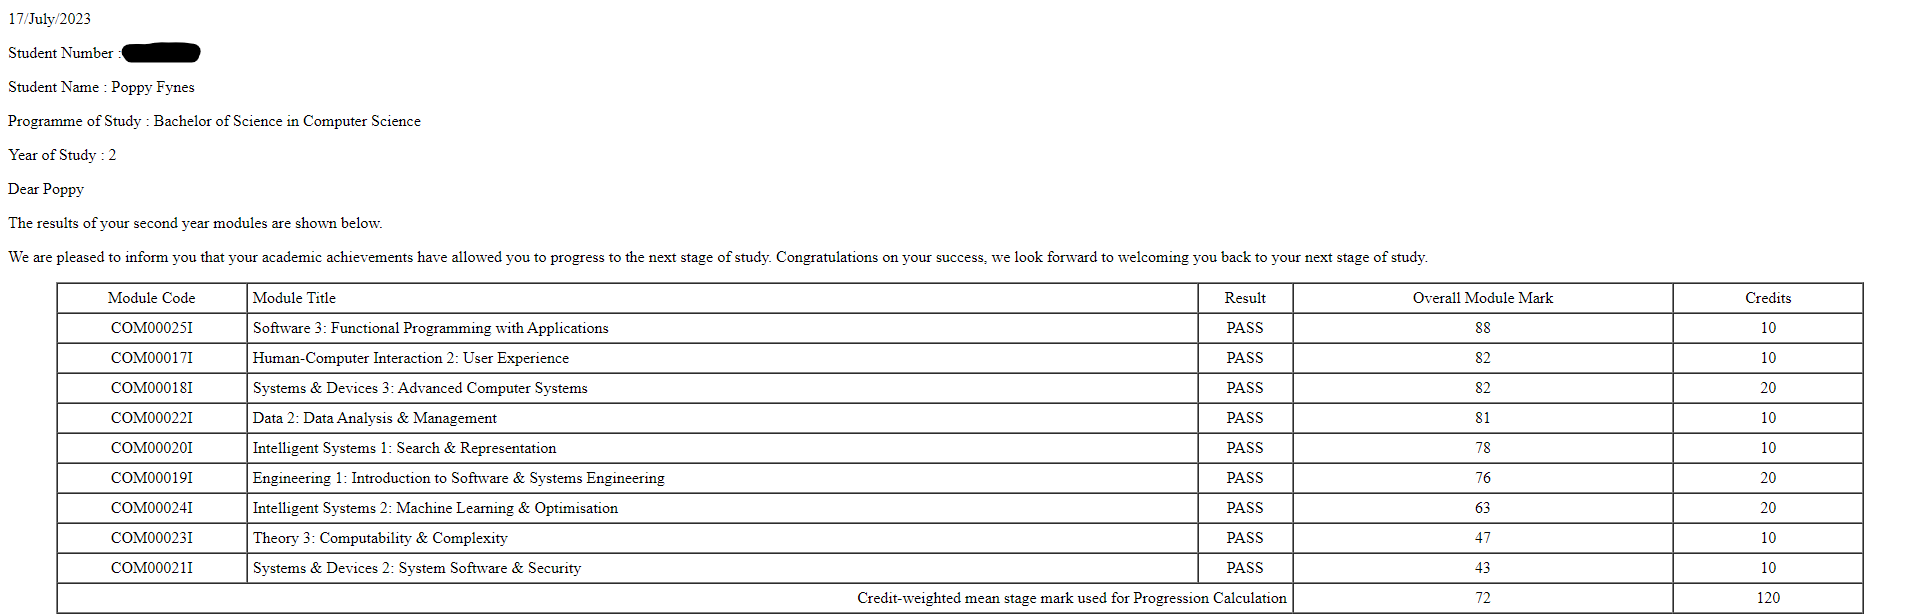 17/July/2023
Student Number :
Student Name : Poppy Fynes
Programme of Study : Bachelor of Science in Computer Science
Year of Study : 2
Dear Poppy
The results of your second year modules are shown below.
We are pleased to inform you that your academic achievements have allowed you to progress to the next stage of study. Congratulations on your success, we look forward to welcoming you back to your next stage of study.
Module Code Module Title Result Overall Module Mark Credits
COM00025I Software 3: Functional Programming with Applications PASS 88 10
COM00017I Human-Computer Interaction 2: User Experience PASS 82 10
COM00018I Systems & Devices 3: Advanced Computer Systems PASS 82 20
COM00022I Data 2: Data Analysis & Management PASS 81 10
COM00020I Intelligent Systems 1: Search & Representation PASS 78 10
COM00019I Engineering 1: Introduction to Software & Systems Engineering PASS 76 20
COM00024I Intelligent Systems 2: Machine Learning & Optimisation PASS 63 20
COM00023I Theory 3: Computability & Complexity PASS 47 10
COM00021I Systems & Devices 2: System Software & Security PASS 43 10
Credit-weighted mean stage mark used for Progression Calculation 72 120